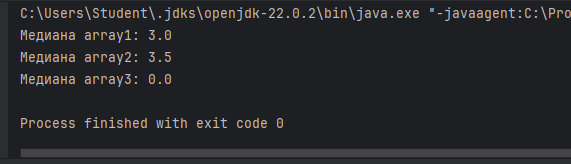 C:\Users\Student\.jdks\openjdk-22.0.2\bin\java.exe "-javaagent:C:\Pro
Медиана array1: 3.0
Медиана array2: 3.5
Медиана array3: 0.0
Process finished with exit code 0